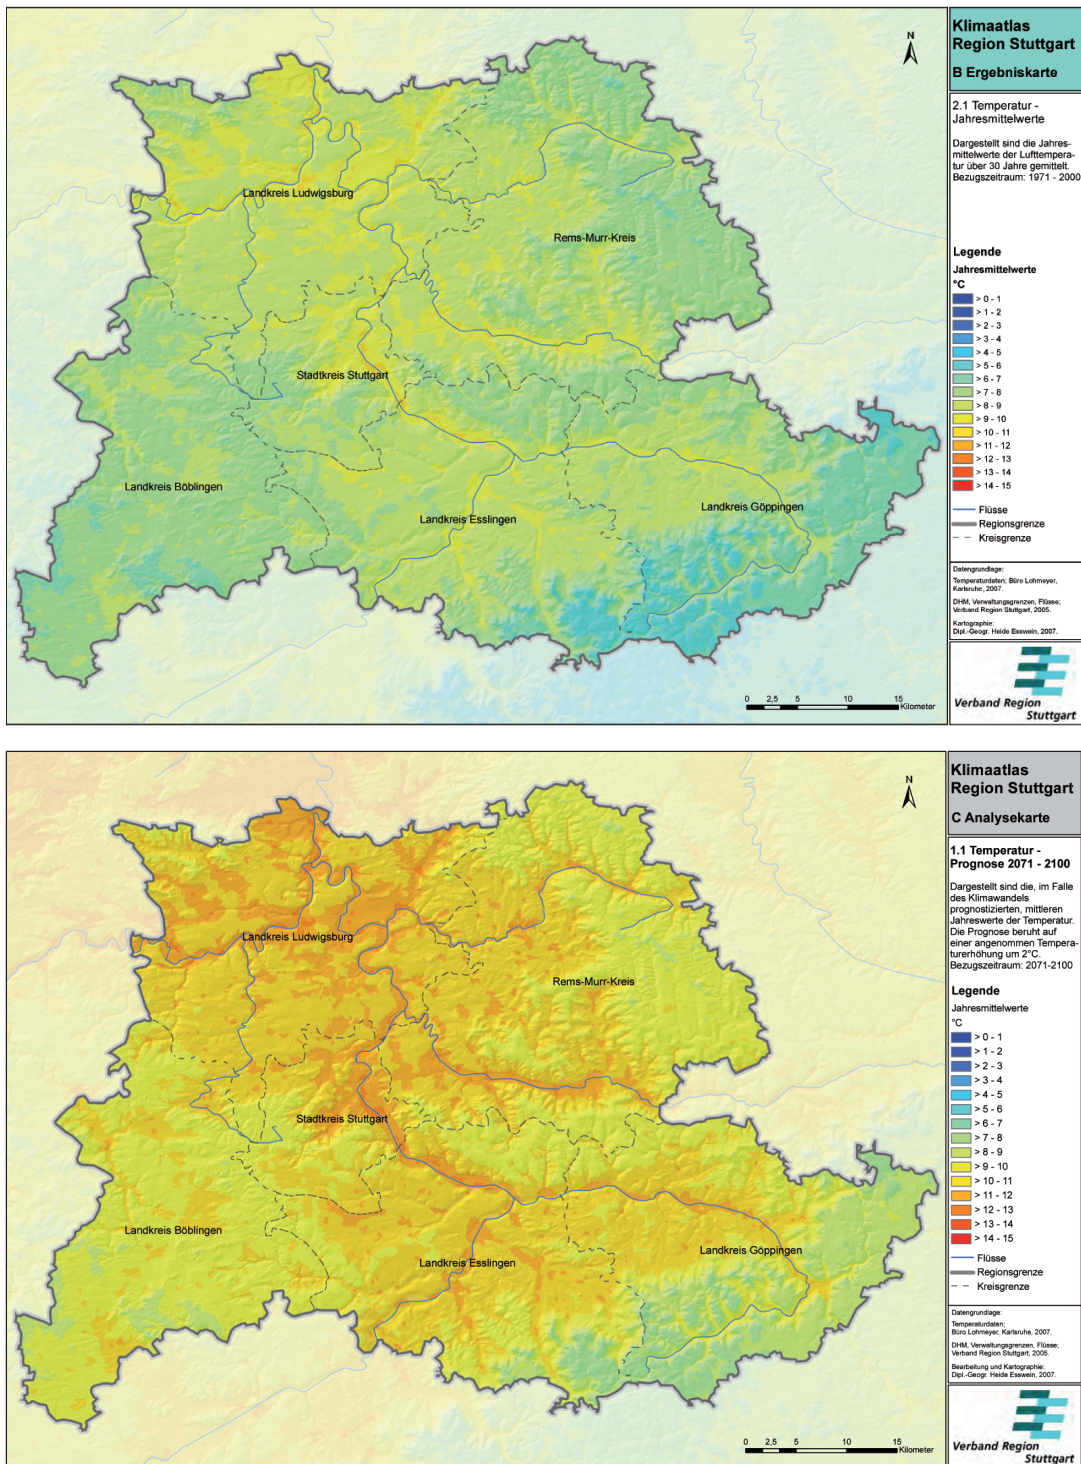 Klimaatlas
Region Stuttgart
B Ergebniskarte
2.1 Temperatur -
Jahresmittelwerte
Dargestellt sind die Jahres-
mittelwerte der Lufttempera-
tur über 30 Jahre gemittelt.
Bezugszeitraum: 1971 - 2000
N
Landkreis Ludwigsburg
Rems-Murr-Kreis
Stadtkreis Stuttgart
Landkreis Böblingen
Landkreis Esslingen
Landkreis Göppingen
0 2,5 5 10 15
Kilometer
Legende
Jahresmittelwerte
°C
> 0 - 1
> 1 - 2
> 2 - 3
> 3 - 4
> 4 - 5
> 5 - 6
> 6 - 7
> 7 - 8
> 8 - 9
> 9 - 10
> 10 - 11
> 11 - 12
> 12 - 13
> 13 - 14
> 14 - 15
Flüsse
Regionsgrenze
Kreisgrenze
Datengrundlage:
Temperaturdaten; Büro Lohmeyer,
Karlsruhe, 2007.
DHM, Verwaltungsgrenzen, Flüsse;
Verband Region Stuttgart, 2005.
Kartographie:
Dipl.-Geogr. Heide Esswein, 2007.
Verband Region
Stuttgart
Klimaatlas
Region Stuttgart
C Analysekarte
1.1 Temperatur -
Prognose 2071 - 2100
Dargestellt sind die, im Falle
des Klimawandels
prognostizierten, mittleren
Jahreswerte der Temperatur.
Die Prognose beruht auf
einer angenommen Tempera-
turerhöhung um 2°C.
Bezugszeitraum: 2071-2100
N
Landkreis Ludwigsburg
Rems-Murr-Kreis
Stadtkreis Stuttgart
Landkreis Böblingen
Landkreis Esslingen
Landkreis Göppingen
0 2,5 5 10 15
Kilometer
Legende
Jahresmittelwerte
°C
> 0 - 1
> 1 - 2
> 2 - 3
> 3 - 4
> 4 - 5
> 5 - 6
> 6 - 7
> 7 - 8
> 8 - 9
> 9 - 10
> 10 - 11
> 11 - 12
> 12 - 13
> 13 - 14
> 14 - 15
Flüsse
Regionsgrenze
Kreisgrenze
Datengrundlage:
Temperaturdaten;
Büro Lohmeyer, Karlsruhe, 2007.
DHM, Verwaltungsgrenzen, Flüsse;
Verband Region Stuttgart, 2005.
Bearbeitung und Kartographie:
Dipl.-Geogr. Heide Esswein, 2007.
Verband Region
Stuttgart